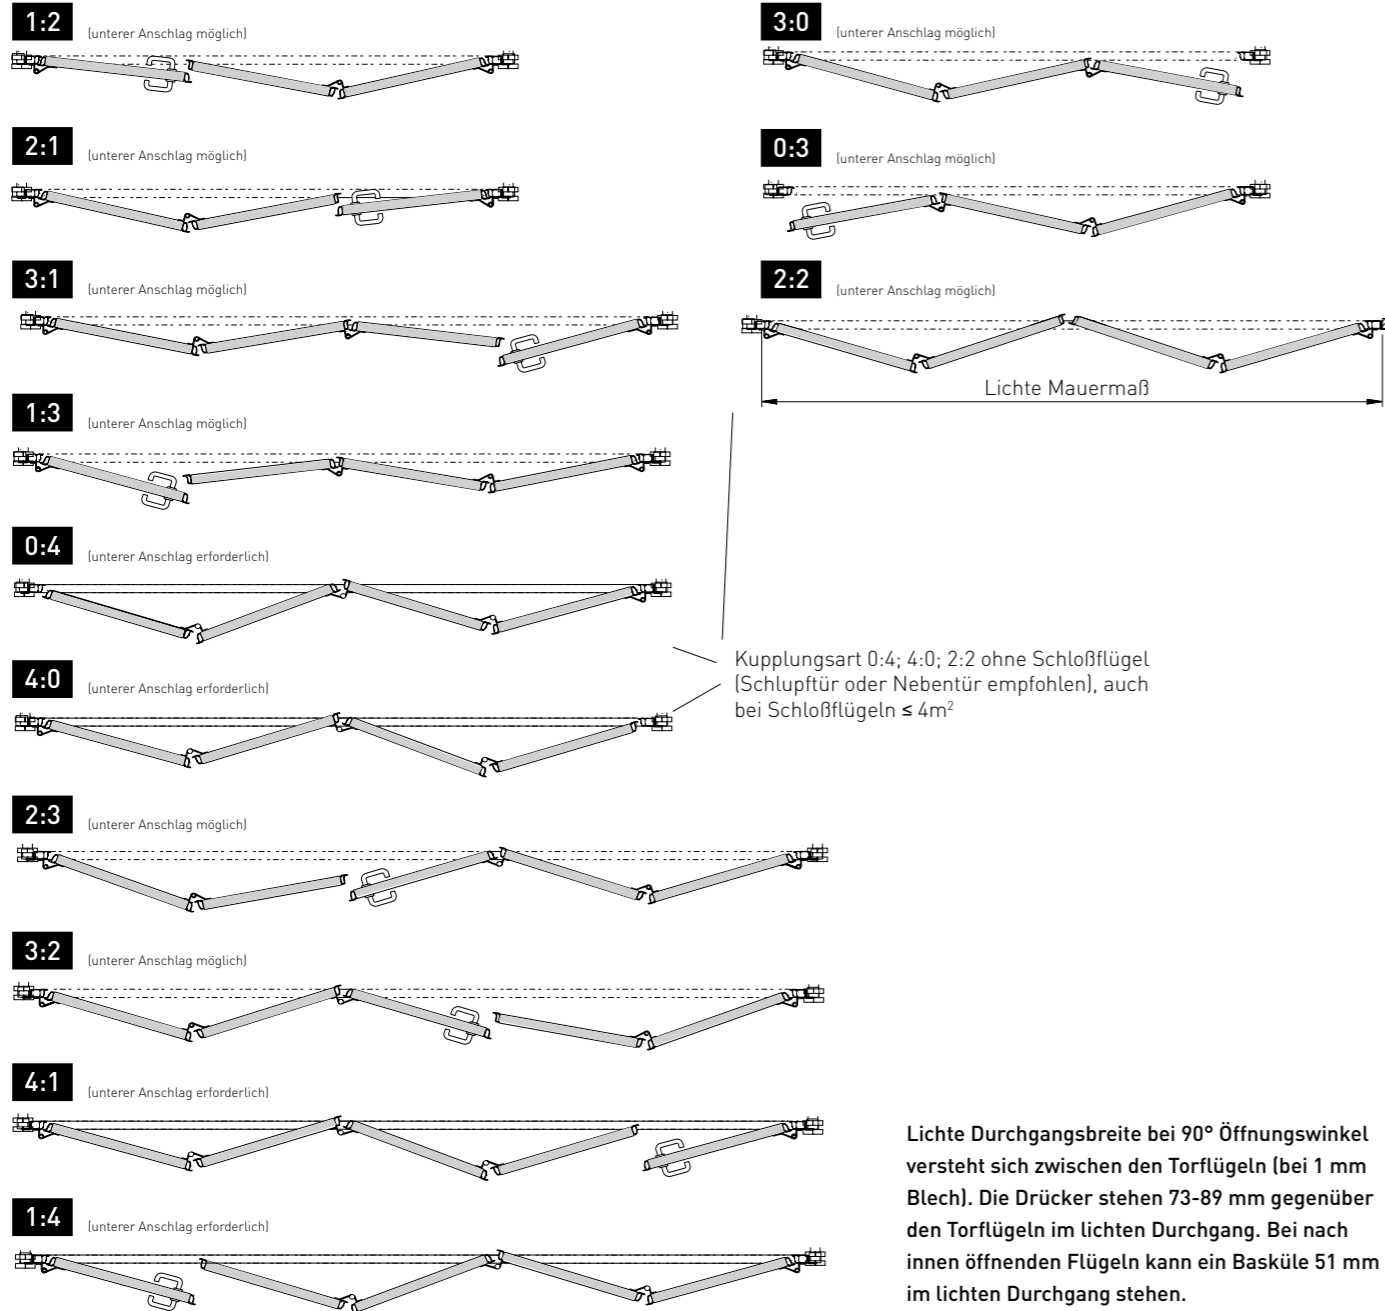 1:2
(unterer Anschlag möglich)
2:1
(unterer Anschlag möglich)
3:1
(unterer Anschlag möglich)
1:3
(unterer Anschlag möglich)
0:4
(unterer Anschlag erforderlich)
4:0
(unterer Anschlag erforderlich)
2:3
(unterer Anschlag möglich)
3:2
(unterer Anschlag möglich)
4:1
(unterer Anschlag erforderlich)
1:4
(unterer Anschlag erforderlich)
3:0
(unterer Anschlag möglich)
0:3
(unterer Anschlag möglich)
2:2
(unterer Anschlag möglich)
Lichte Mauermaß
Kupplungsart 0:4; 4:0; 2:2 ohne Schloßflügel
(Schlupftür oder Nebentür empfohlen), auch
bei Schloßflügeln ≤ 4m²
Lichte Durchgangsbreite bei 90° Öffnungswinkel
versteht sich zwischen den Torflügeln (bei 1 mm
Blech). Die Drücker stehen 73-89 mm gegenüber
den Torflügeln im lichten Durchgang. Bei nach
innen öffnenden Flügeln kann ein Basküle 51 mm
im lichten Durchgang stehen.